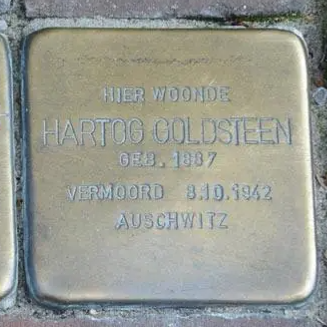 HIER WOONDE
HARTOG GOLDSTEEN
GEB. 1887
VERMOORD 8.10.1942
AUSCHWITZ